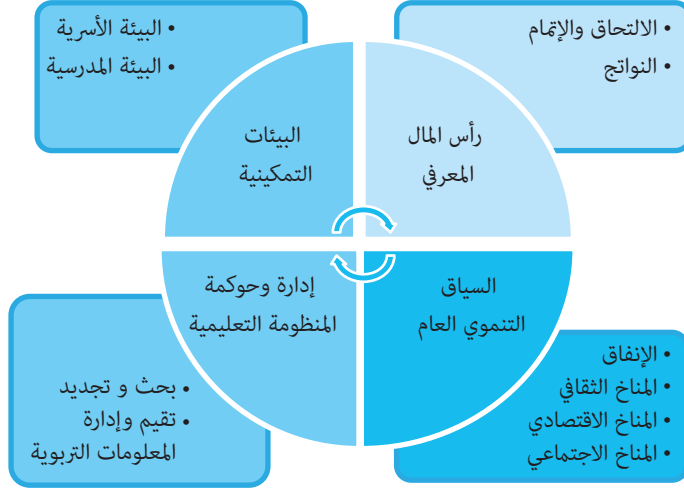 • الالتحاق والإتمام
• النواتج
رأس المال
المعرفي
• البيئة الأسرية
• البيئة المدرسية
البيئات
التمكينية
السياق
التنموي العام
• الإنفاق
• المناخ الثقافي
• المناخ الاقتصادي
• المناخ الاجتماعي
إدارة وحوكمة
المنظومة التعليمية
• بحث و تجديد
• تقيم وإدارة
المعلومات التربوية